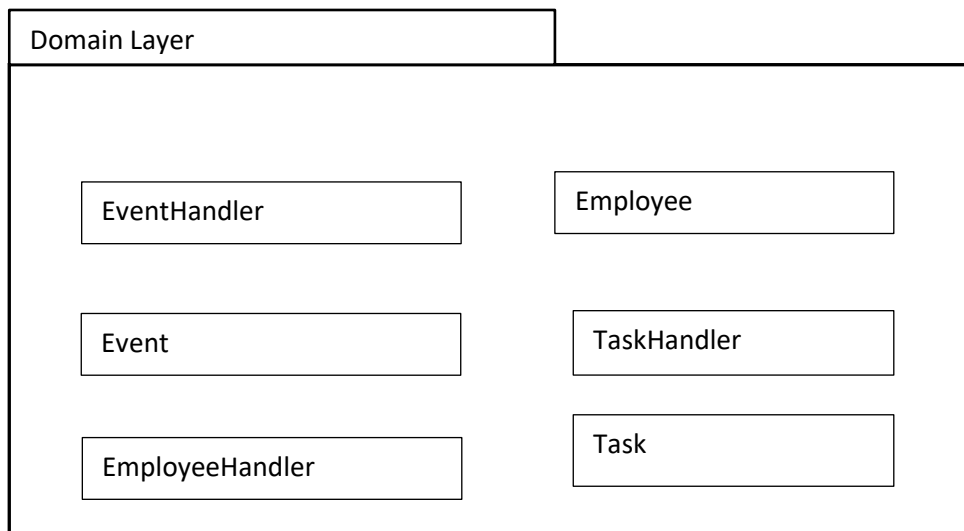 Domain Layer
EventHandler
Employee
Event
TaskHandler
EmployeeHandler
Task